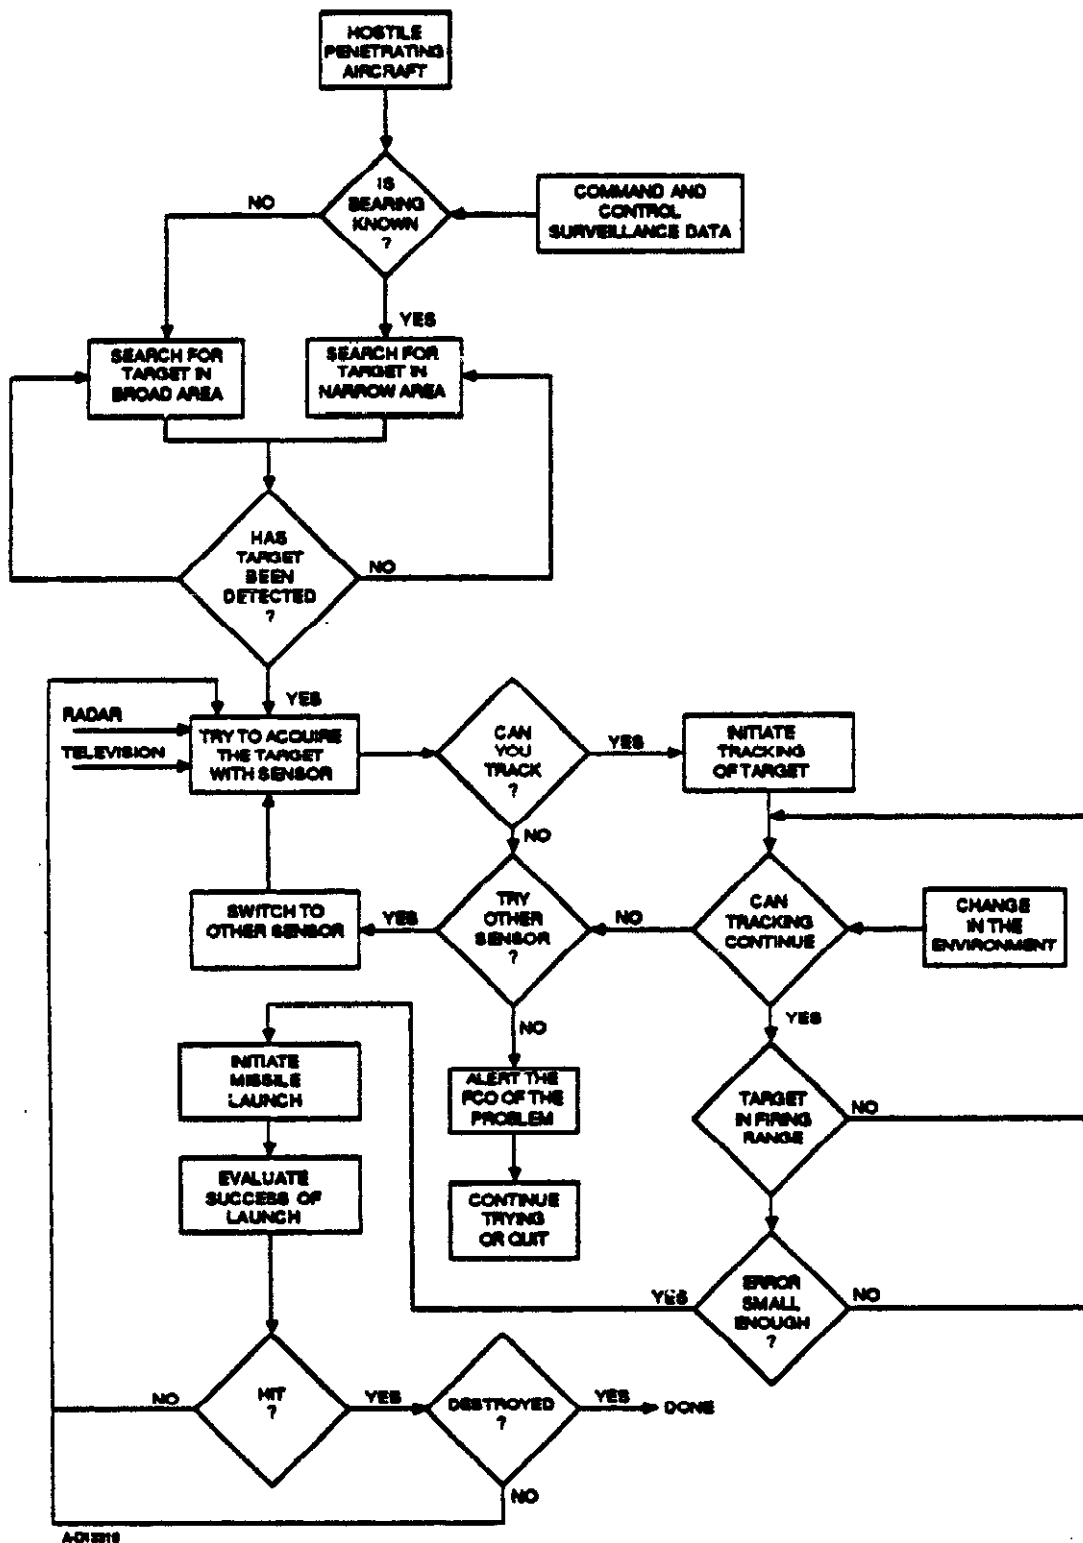 HOSTILE
PENETRATING
AIRCRAFT
IS
BEARING
KNOWN
?
NO
COMMAND AND
CONTROL
SURVEILLANCE DATA
YES
SEARCH FOR
TARGET IN
BROAD AREA
SEARCH FOR
TARGET IN
NARROW AREA
HAS
TARGET
BEEN
DETECTED
?
NO
YES
RADAR
TELEVISION
TRY TO ACQUIRE
THE TARGET
WITH SENSOR
CAN
YOU
TRACK
?
YES
INITIATE
TRACKING
OF TARGET
NO
SWITCH TO
OTHER SENSOR
YES
TRY
OTHER
SENSOR
?
NO
CAN
TRACKING
CONTINUE
CHANGE
IN THE
ENVIRONMENT
NO
YES
INITIATE
MISSILE
LAUNCH
ALERT THE
FCO OF THE
PROBLEM
TARGET
IN FIRING
RANGE
NO
EVALUATE
SUCCESS OF
LAUNCH
CONTINUE
TRYING
OR QUIT
YES
ERROR
SMALL
ENOUGH
?
NO
NO
HIT
?
YES
DESTROYED
?
YES
DONE
NO